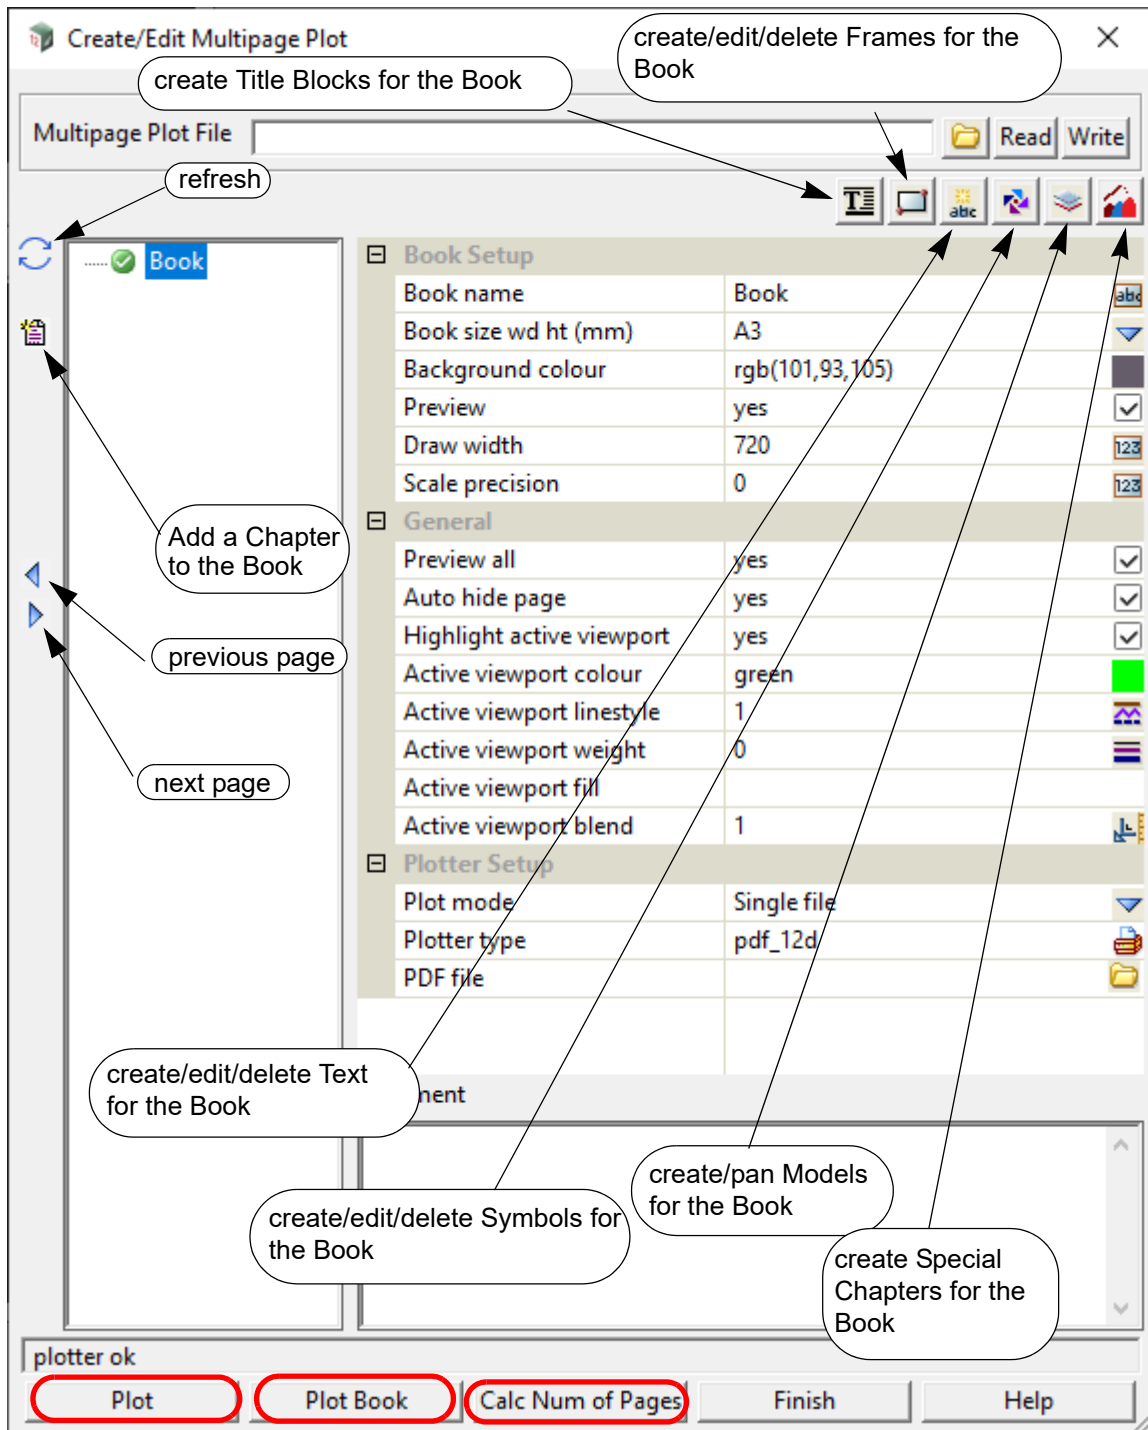 Create/Edit Multipage Plot
create/edit/delete Frames for the
Book
create Title Blocks for the Book
Multipage Plot File
Read
Write
refresh
Book
Book Setup
Book name Book
Book size wd ht (mm) A3
Background colour rgb(101,93,105)
Preview yes
Draw width 720
Scale precision 0
General
Preview all yes
Auto hide page yes
Highlight active viewport yes
Active viewport colour green
Active viewport linestyle 1
Active viewport weight 0
Active viewport fill
Active viewport blend 1
Plotter Setup
Plot mode Single file
Plotter type pdf_12d
PDF file
Add a Chapter
to the Book
previous page
next page
create/edit/delete Text
for the Book
create/edit/delete Symbols for
the Book
create/pan Models
for the Book
create Special
Chapters for the
Book
plotter ok
Plot
Plot Book
Calc Num of Pages
Finish
Help